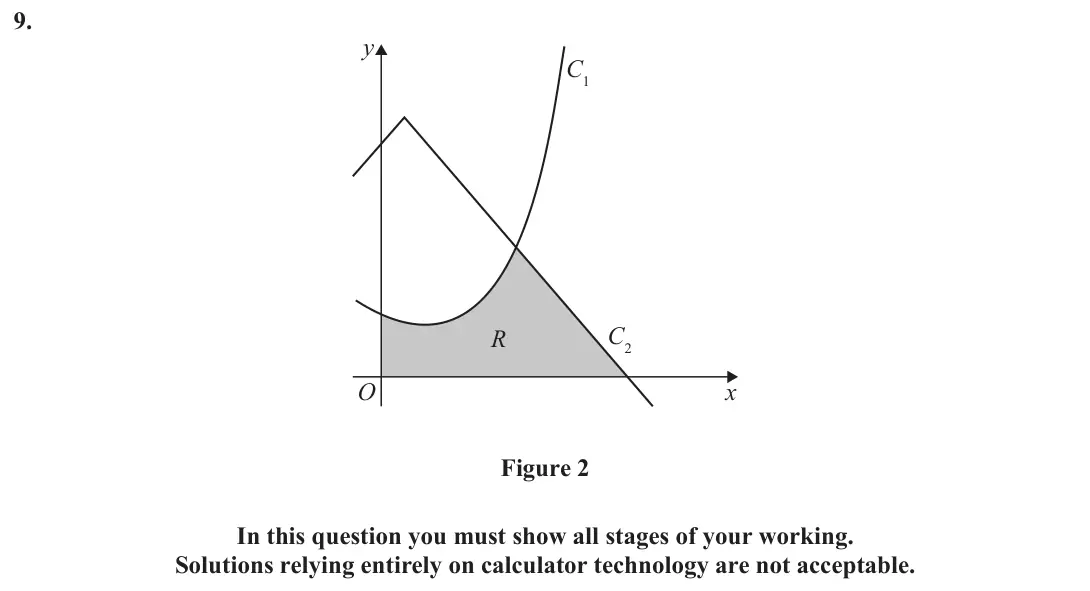 9.
y
C₁
R
C₂
O
x
Figure 2
In this question you must show all stages of your working.
Solutions relying entirely on calculator technology are not acceptable.